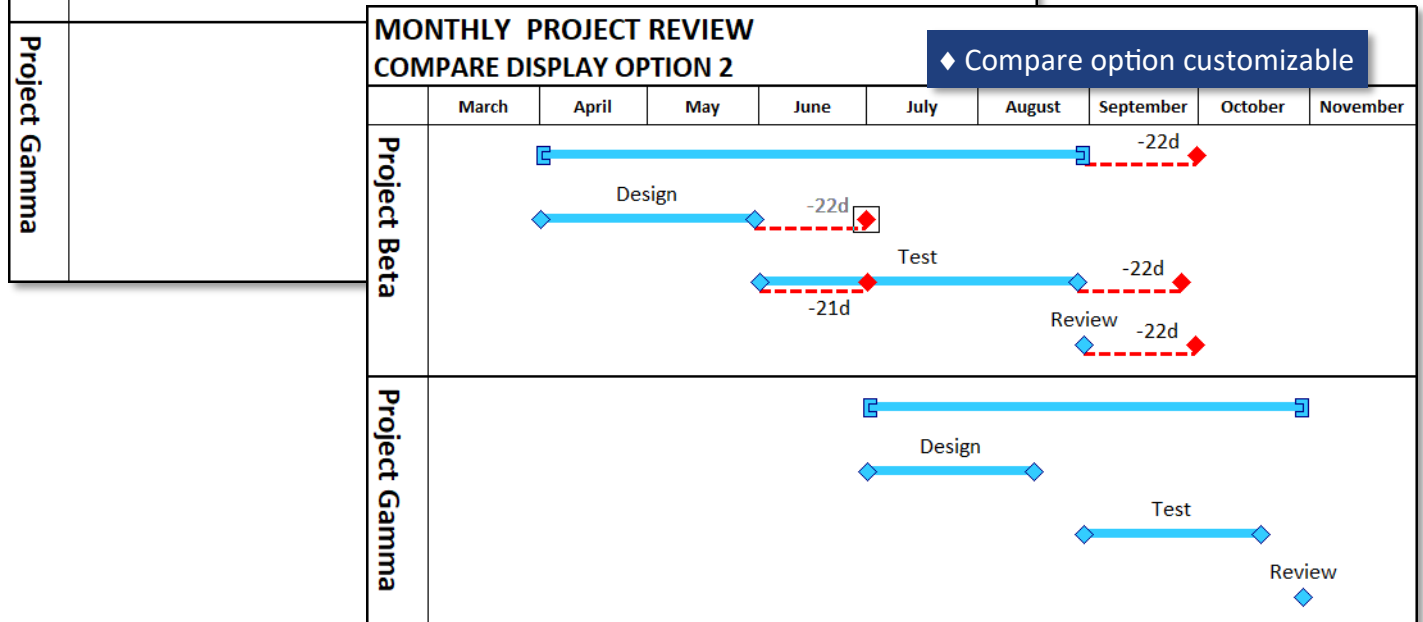 Project Gamma
MONTHLY PROJECT REVIEW
COMPARE DISPLAY OPTION 2
♦ Compare option customizable
March April May June July August September October November
Project Beta
-22d
Design
-22d
Test
-22d
-21d
Review
-22d
Project Gamma
Design
Test
Review